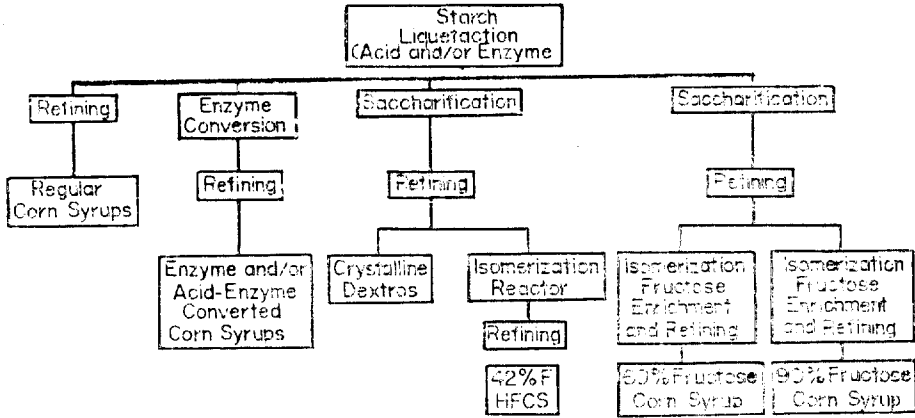 Starch
Liquefaction
(Acid and/or Enzyme
Refining
Enzyme
Conversion
Saccharification
Saccharification
Regular
Corn Syrups
Refining
Refining
Refining
Enzyme and/or
Acid-Enzyme
Converted
Corn Syrups
Crystalline
Dextros
Isomerization
Reactor
Isomerization
Fructose
Enrichment
and Refining
Isomerization
Fructose
Enrichment
and Refining
Refining
42% F
HFCS
60% Fructose
Corn Syrup
90% Fructose
Corn Syrup